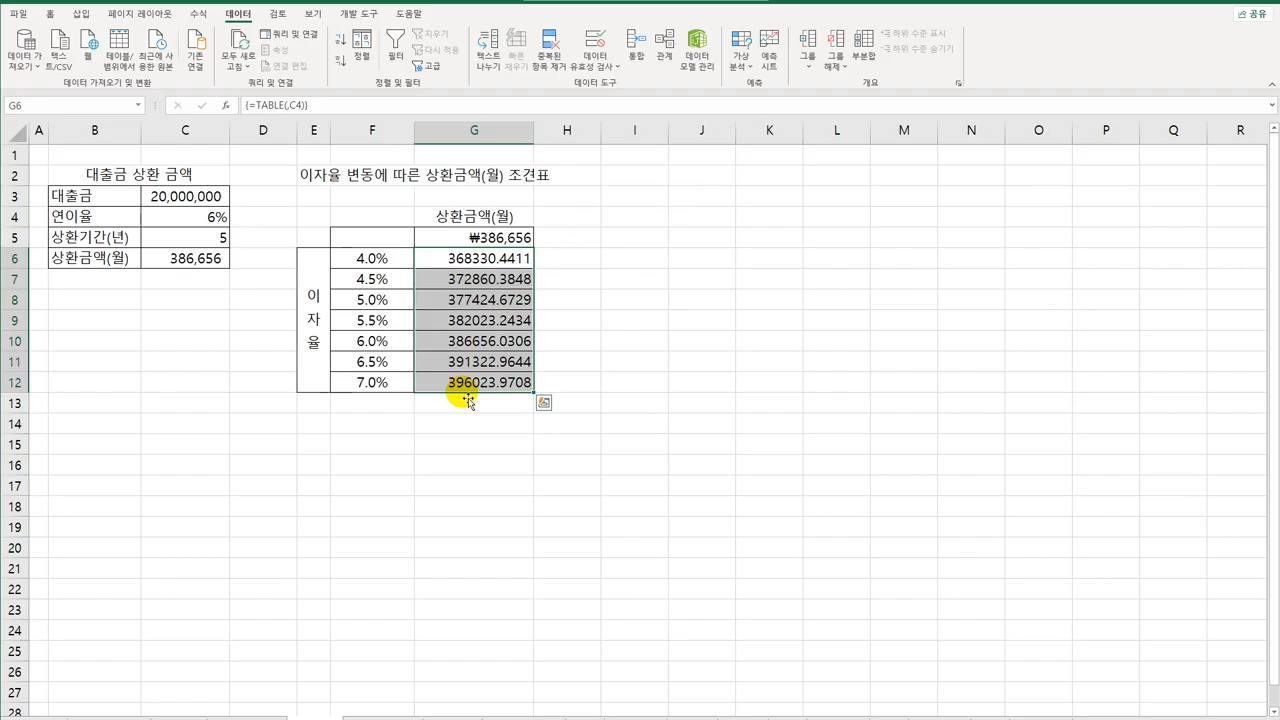 파일 홈 삽입 페이지 레이아웃 수식 데이터 검토 보기 개발 도구 도움말 공유
데이터 가져오기 텍스트/CSV 웹 테이블/범위에서 최근에 사용한 원본 기존 연결 모두 새로 고침 쿼리 및 연결 속성 연결 편집 정렬 필터 지우기 다시 적용 고급 텍스트 나누기 빠른 채우기 중복된 항목 제거 데이터 유효성 검사 통합 관계 데이터 모델 관리 가상 분석 예측 시트 그룹 그룹 해제 부분합 하위 수준 표시 하위 수준 숨기기
데이터 가져오기 및 변환 쿼리 및 연결 정렬 및 필터 데이터 도구 예측 개요
G6 fx {=TABLE(,C4)}
A B C D E F G H I J K L M N O P Q R
1
2 대출금 상환 금액 이자율 변동에 따른 상환금액(월) 조견표
3 대출금 20,000,000
4 연이율 6% 상환금액(월)
5 상환기간(년) 5 ₩386,656
6 상환금액(월) 386,656 4.0% 368330.4411
7 4.5% 372860.3848
8 이 5.0% 377424.6729
9 자 5.5% 382023.2434
10 율 6.0% 386656.0306
11 6.5% 391322.9644
12 7.0% 396023.9708
13
14
15
16
17
18
19
20
21
22
23
24
25
26
27
28